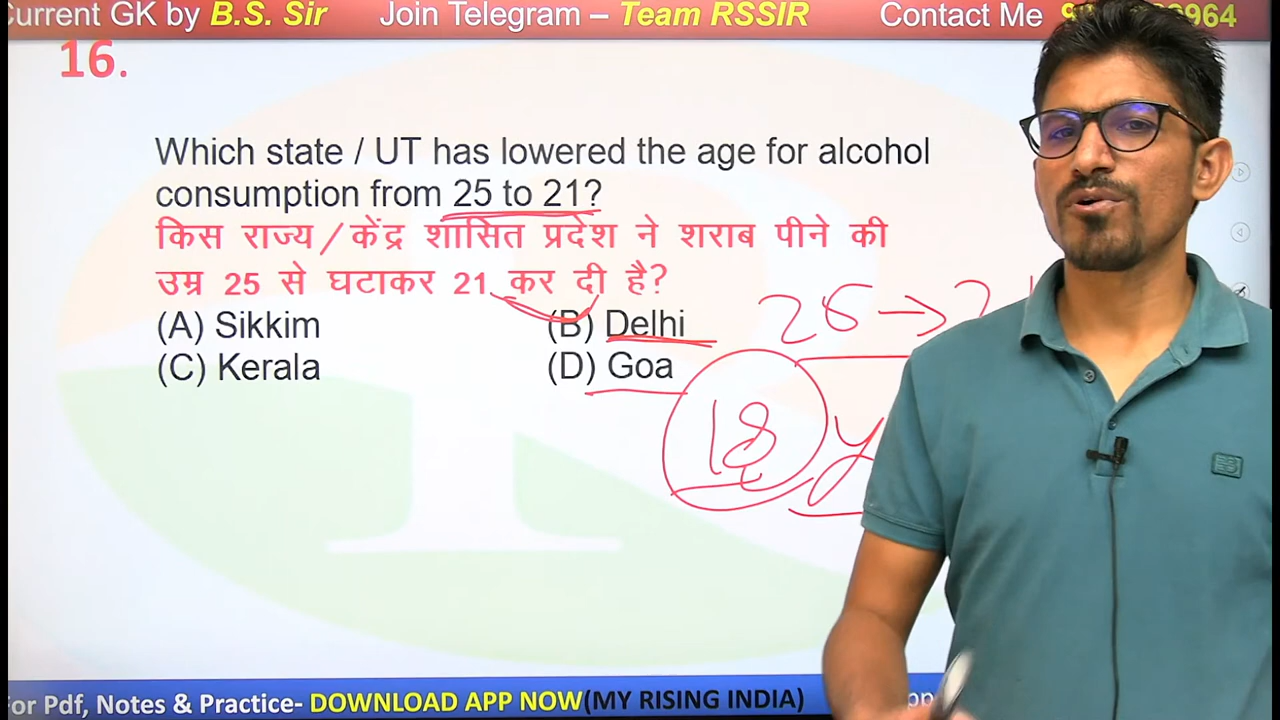 Current GK by B.S. Sir Join Telegram – Team RSSIR Contact Me
16.
Which state / UT has lowered the age for alcohol
consumption from 25 to 21?
किस राज्य/केंद्र शासित प्रदेश ने शराब पीने की
उम्र 25 से घटाकर 21 कर दी है?
(A) Sikkim (B) Delhi
25 →
(C) Kerala (D) Goa
18
For Pdf, Notes & Practice- DOWNLOAD APP NOW(MY RISING INDIA)